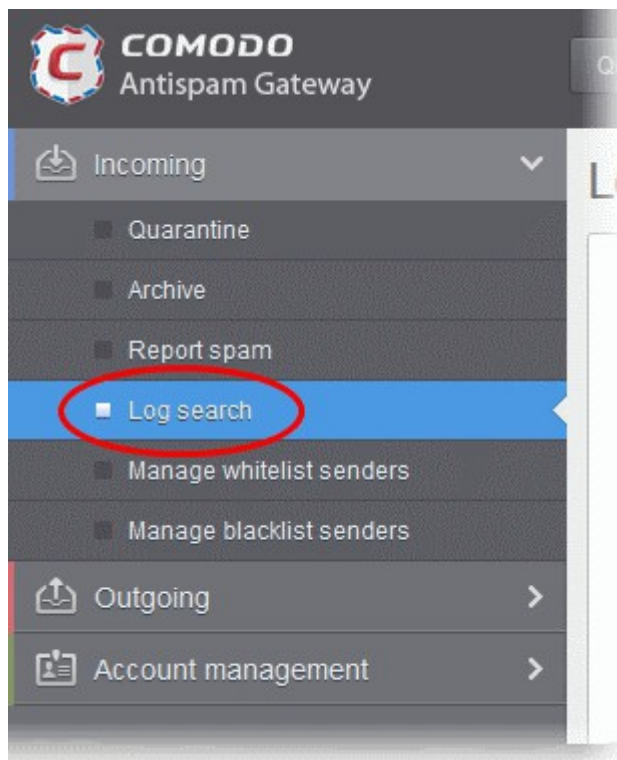 COMODO
Antispam Gateway
Incoming
Quarantine
Archive
Report spam
Log search
Manage whitelist senders
Manage blacklist senders
Outgoing
Account management